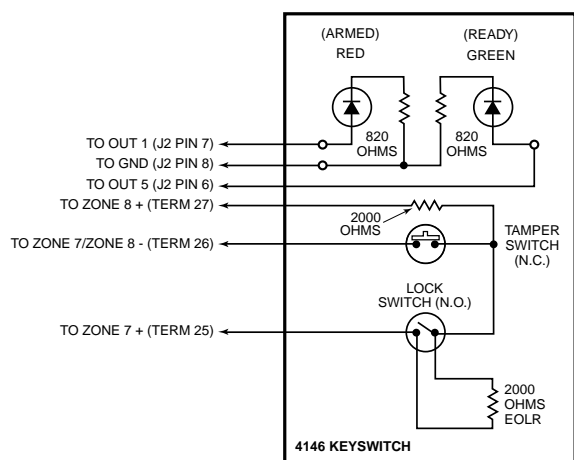 (ARMED)
RED
(READY)
GREEN
820
OHMS
820
OHMS
TO OUT 1 (J2 PIN 7)
TO GND (J2 PIN 8)
TO OUT 5 (J2 PIN 6)
TO ZONE 8 + (TERM 27)
2000
OHMS
TO ZONE 7/ZONE 8 - (TERM 26)
TAMPER
SWITCH
(N.C.)
LOCK
SWITCH (N.O.)
TO ZONE 7 + (TERM 25)
2000
OHMS
EOLR
4146 KEYSWITCH